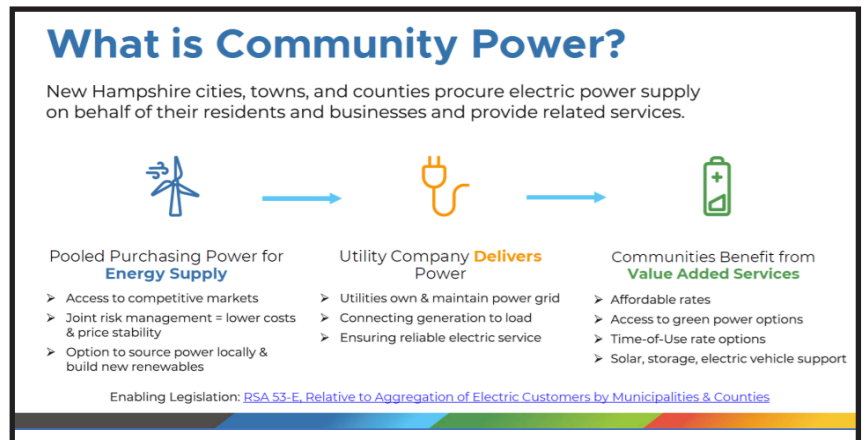 What is Community Power?
New Hampshire cities, towns, and counties procure electric power supply
on behalf of their residents and businesses and provide related services.
Pooled Purchasing Power for
Energy Supply
➢ Access to competitive markets
➢ Joint risk management = lower costs
& price stability
➢ Option to source power locally &
build new renewables
Utility Company Delivers
Power
➢ Utilities own & maintain power grid
➢ Connecting generation to load
➢ Ensuring reliable electric service
Communities Benefit from
Value Added Services
➢ Affordable rates
➢ Access to green power options
➢ Time-of-Use rate options
➢ Solar, storage, electric vehicle support
Enabling Legislation: RSA 53-E, Relative to Aggregation of Electric Customers by Municipalities & Counties